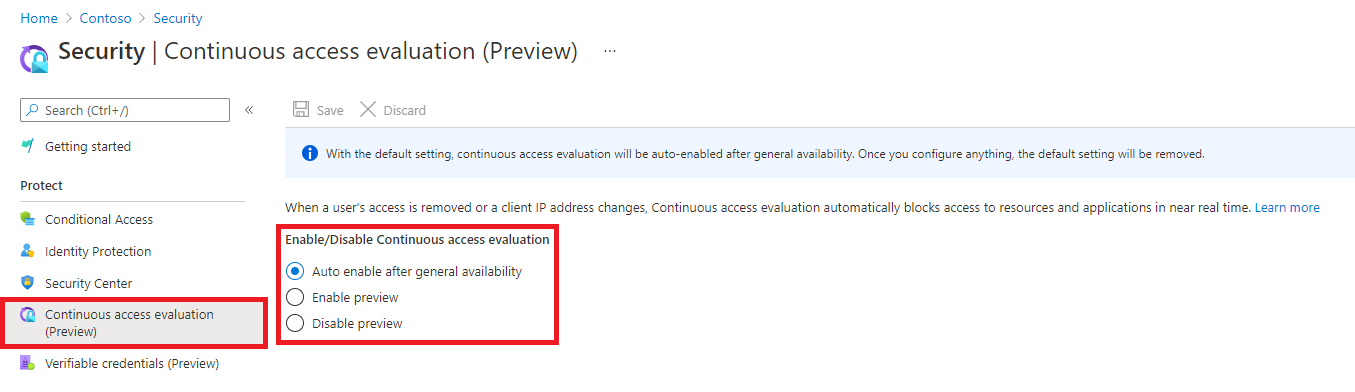 Home > Contoso > Security
Security | Continuous access evaluation (Preview) ...
Search (Ctrl+/) «
Save Discard
Getting started
With the default setting, continuous access evaluation will be auto-enabled after general availability. Once you configure anything, the default setting will be removed.
Protect
When a user's access is removed or a client IP address changes, Continuous access evaluation automatically blocks access to resources and applications in near real time. Learn more
Conditional Access
Identity Protection
Security Center
Continuous access evaluation
(Preview)
Verifiable credentials (Preview)
Enable/Disable Continuous access evaluation
Auto enable after general availability
Enable preview
Disable preview